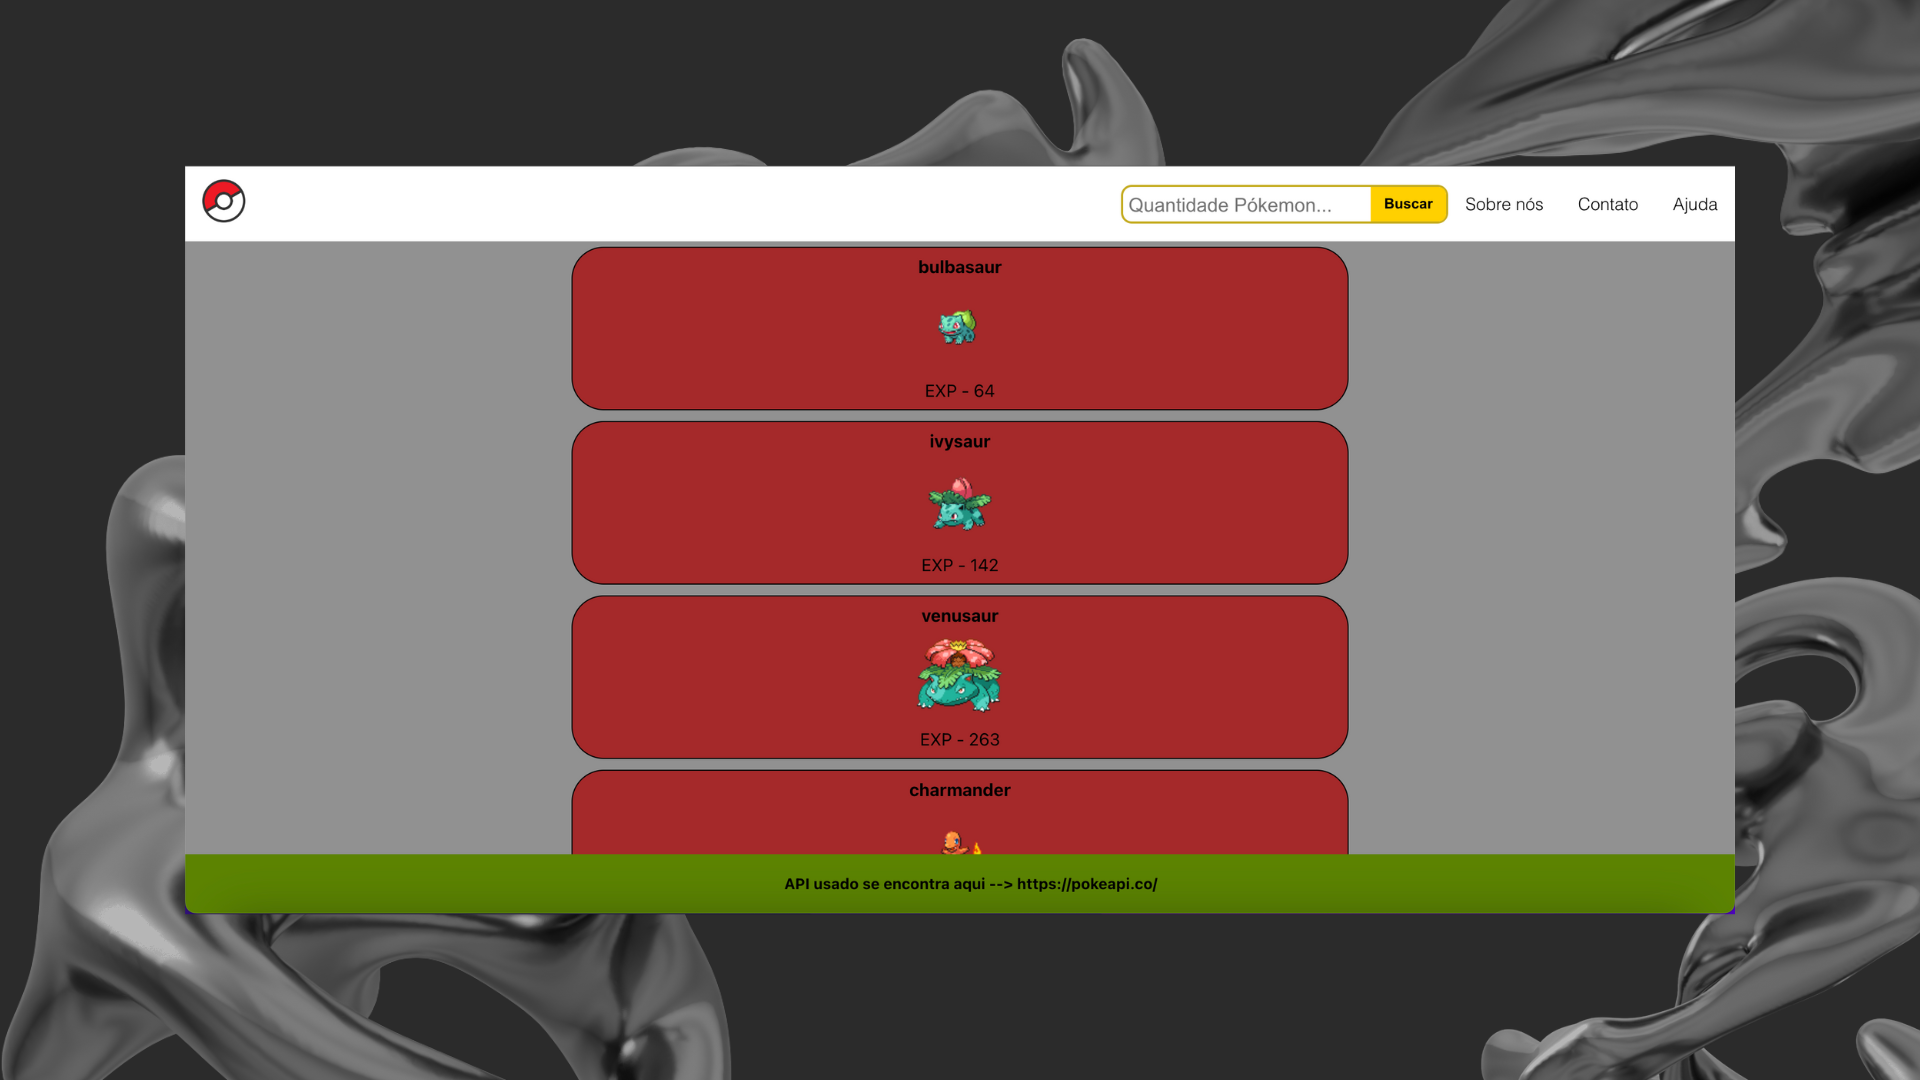 Quantidade Pókemon...
Buscar
Sobre nós
Contato
Ajuda
bulbasaur
EXP - 64
ivysaur
EXP - 142
venusaur
EXP - 263
charmander
API usado se encontra aqui --> https://pokeapi.co/